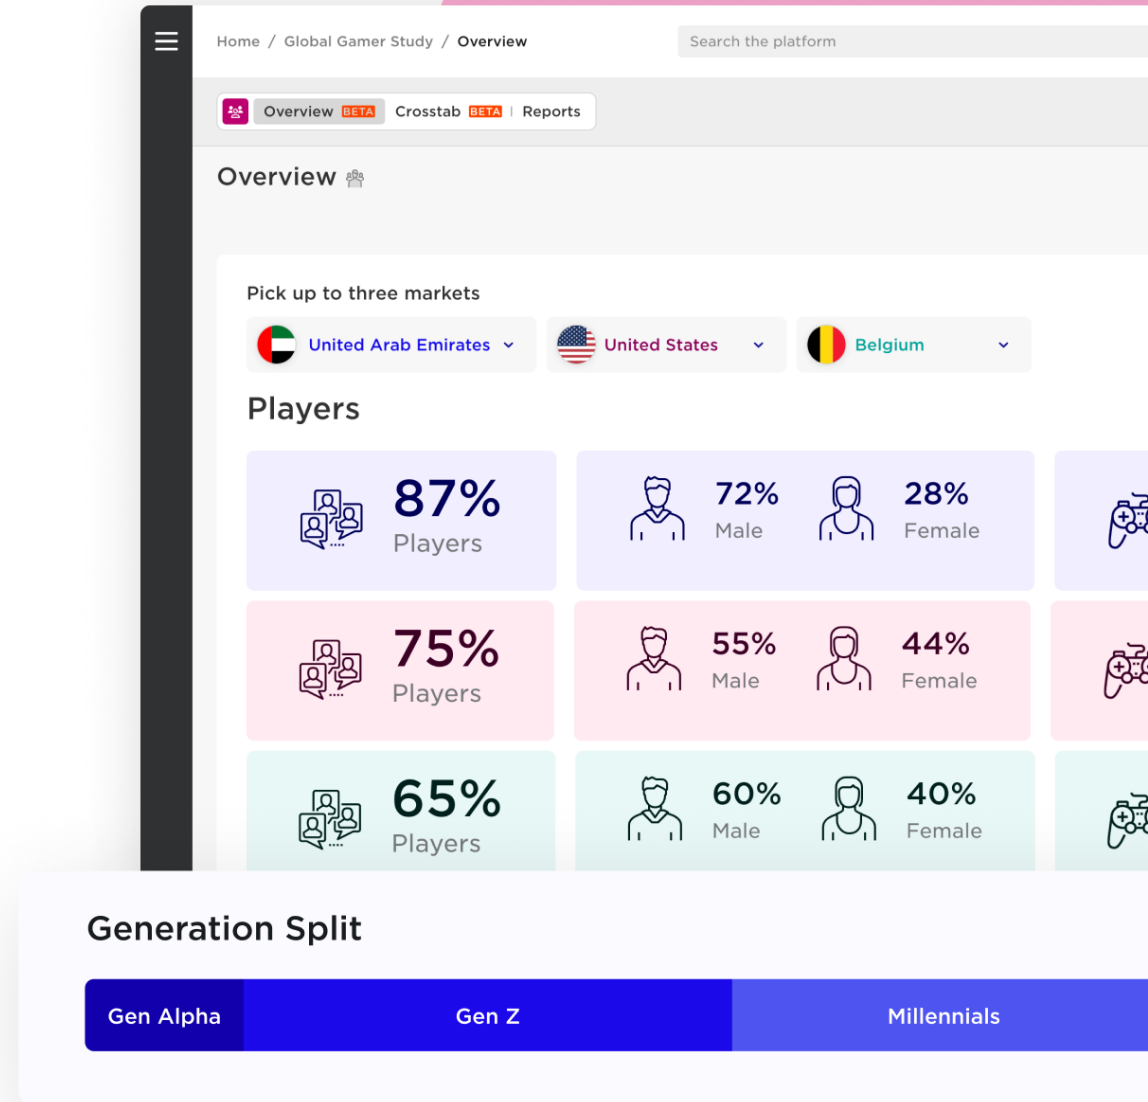 Home / Global Gamer Study / Overview
Search the platform
Overview BETA Crosstab BETA | Reports
Overview
Pick up to three markets
United Arab Emirates
United States
Belgium
Players
87%
Players
72%
Male
28%
Female
75%
Players
55%
Male
44%
Female
65%
Players
60%
Male
40%
Female
Generation Split
Gen Alpha
Gen Z
Millennials